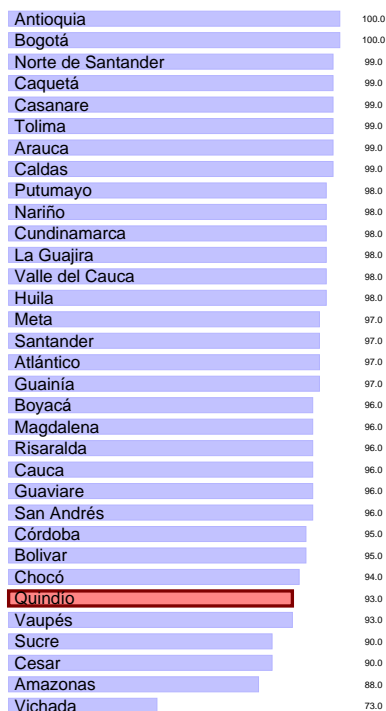 Antioquia 100.0
Bogotá 100.0
Norte de Santander 99.0
Caquetá 99.0
Casanare 99.0
Tolima 99.0
Arauca 99.0
Caldas 99.0
Putumayo 98.0
Nariño 98.0
Cundinamarca 98.0
La Guajira 98.0
Valle del Cauca 98.0
Huila 98.0
Meta 97.0
Santander 97.0
Atlántico 97.0
Guainía 97.0
Boyacá 96.0
Magdalena 96.0
Risaralda 96.0
Cauca 96.0
Guaviare 96.0
San Andrés 96.0
Córdoba 95.0
Bolivar 95.0
Chocó 94.0
Quindío 93.0
Vaupés 93.0
Sucre 90.0
Cesar 90.0
Amazonas 88.0
Vichada 73.0